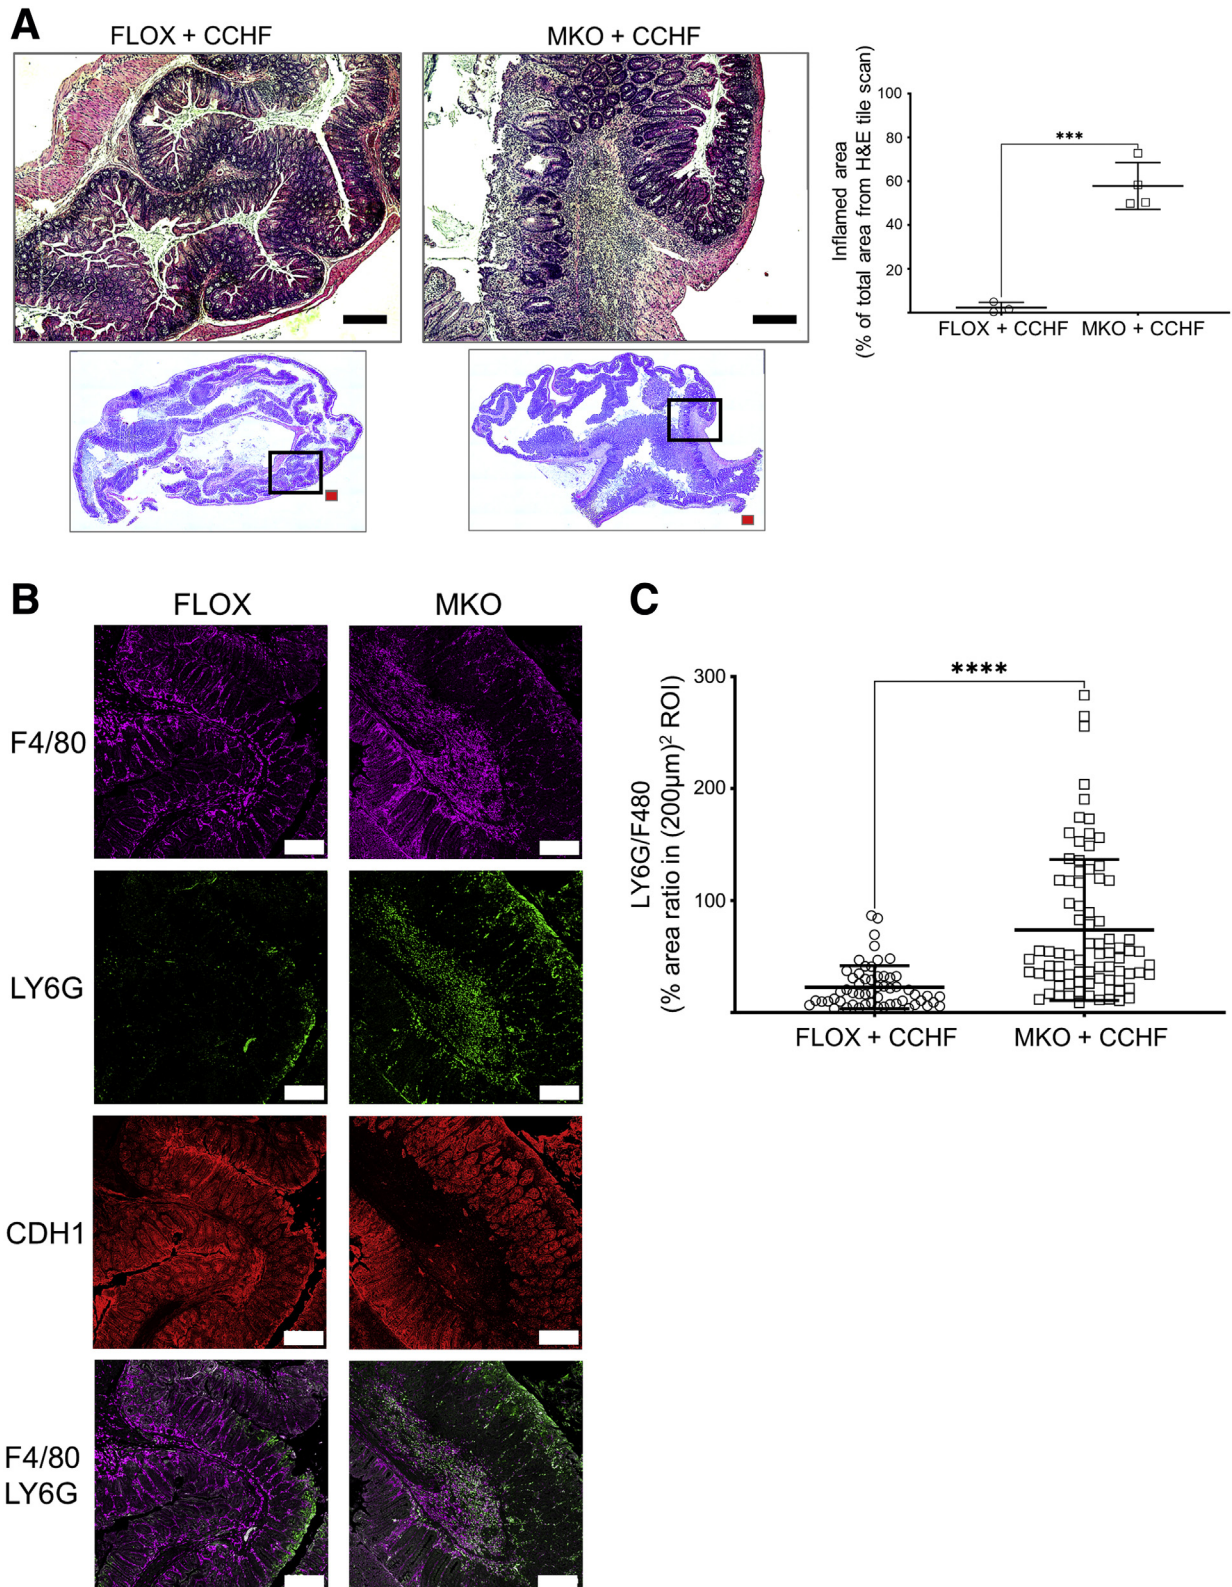 A
FLOX + CCHF
MKO + CCHF
Inflamed area
(% of total area from H&E tile scan)
100
80
60
40
20
***
FLOX + CCHF
MKO + CCHF
B
FLOX
MKO
F4/80
LY6G
CDH1
F4/80
LY6G
C
LY6G/F480
(% area ratio in (200µm)² ROI)
300
200
100
****
FLOX + CCHF
MKO + CCHF